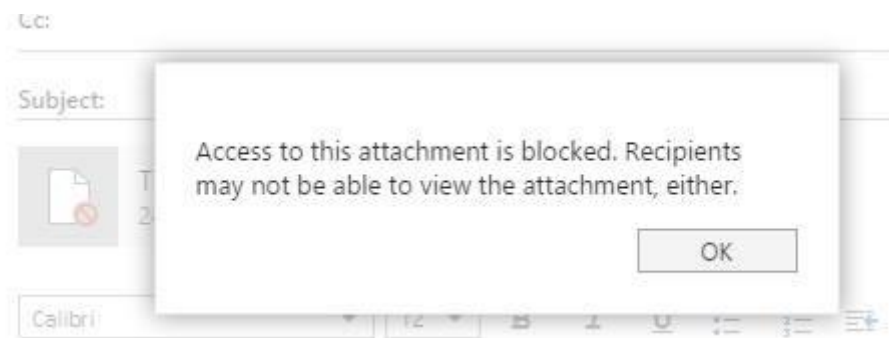 Cc:
Subject:
Access to this attachment is blocked. Recipients
may not be able to view the attachment, either.
OK
Calibri
12
B I U